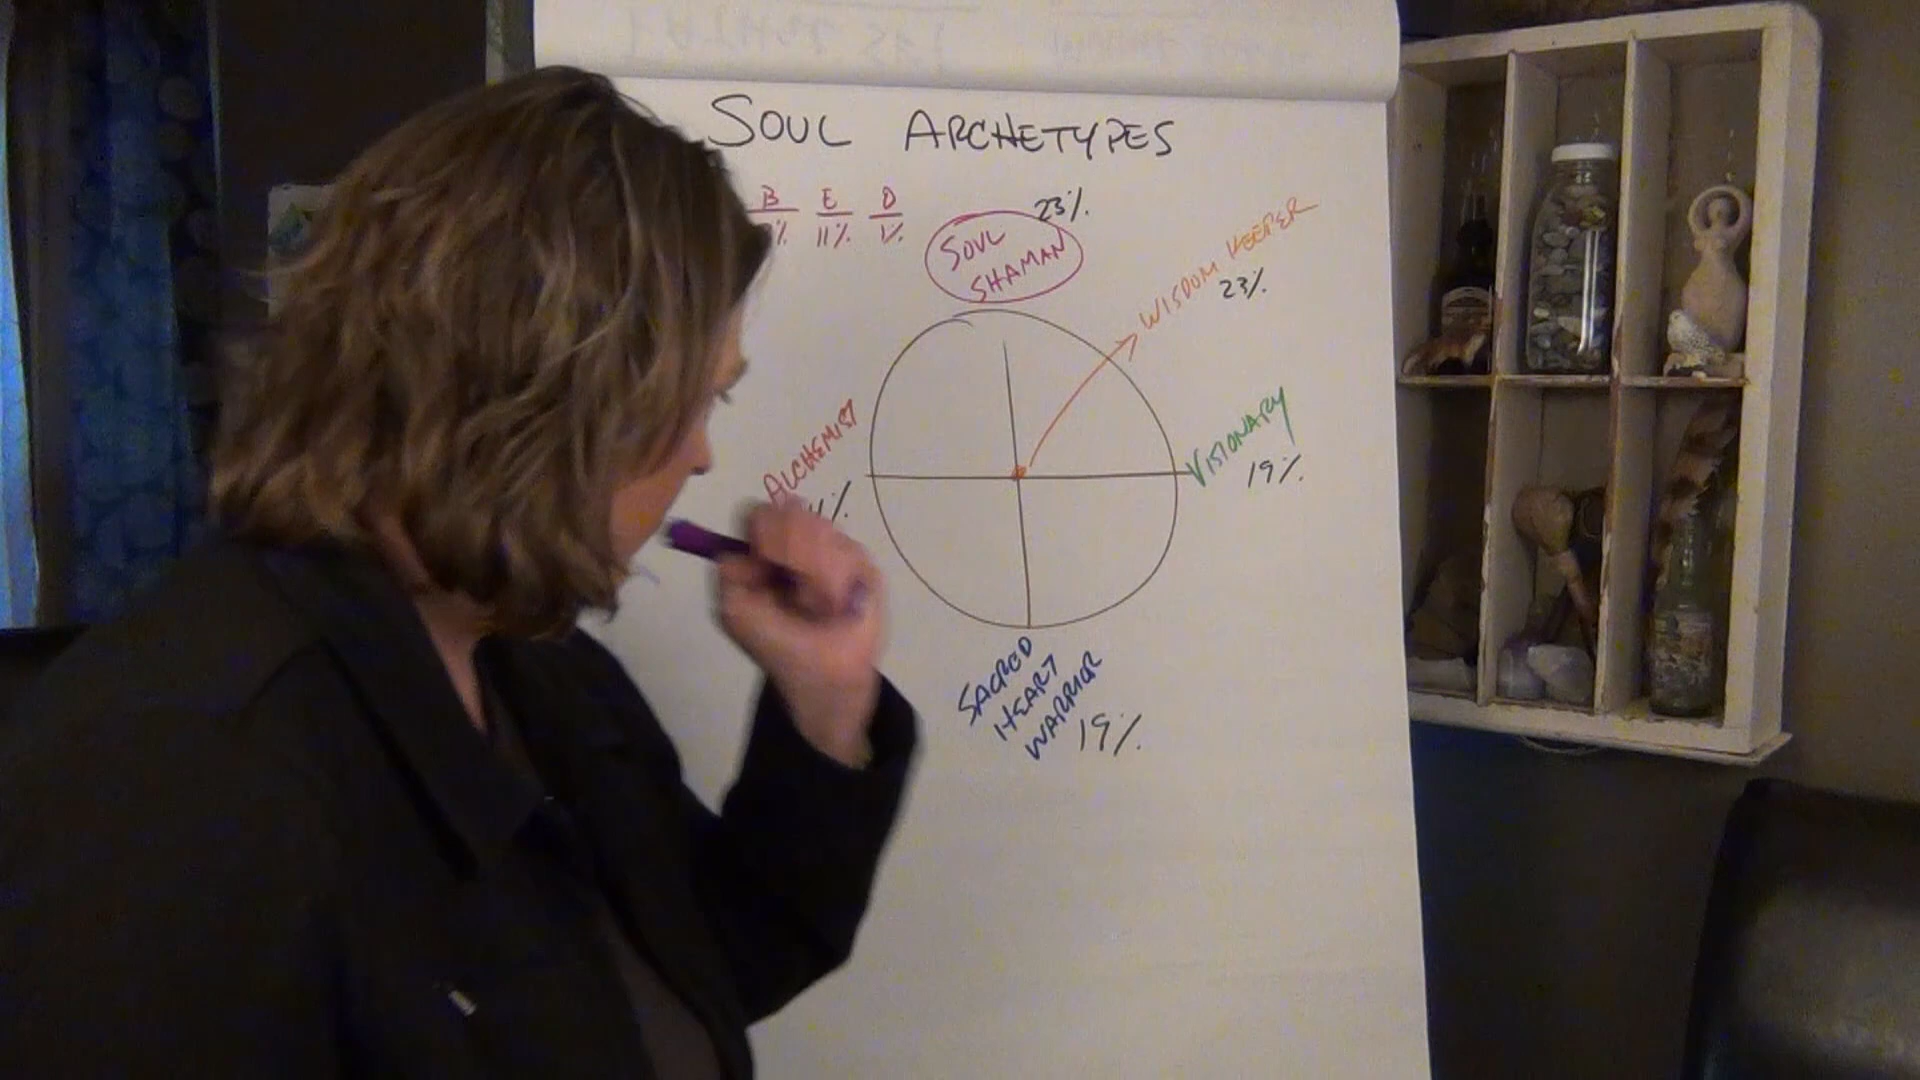 SOUL ARCHETYPES
B E D
% 11% 1%
23%
SOUL
SHAMAN
WISDOM KEEPER
23%
ALCHEMIST
VISIONARY
19%
SACRED
HEART
WARRIOR 19%